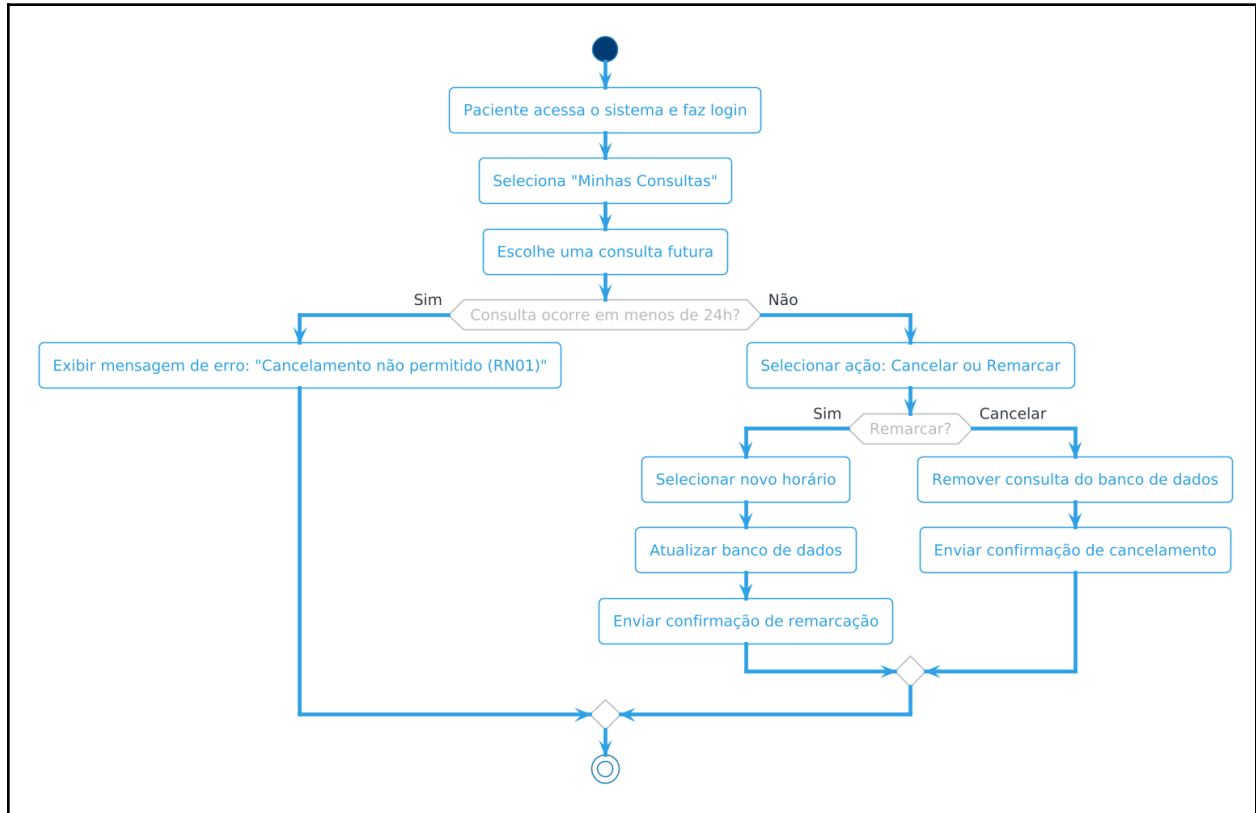 Paciente acessa o sistema e faz login
Seleciona "Minhas Consultas"
Escolhe uma consulta futura
Sim
Consulta ocorre em menos de 24h?
Não
Exibir mensagem de erro: "Cancelamento não permitido (RN01)"
Selecionar ação: Cancelar ou Remarcar
Sim
Remarcar?
Cancelar
Selecionar novo horário
Remover consulta do banco de dados
Atualizar banco de dados
Enviar confirmação de cancelamento
Enviar confirmação de remarcação